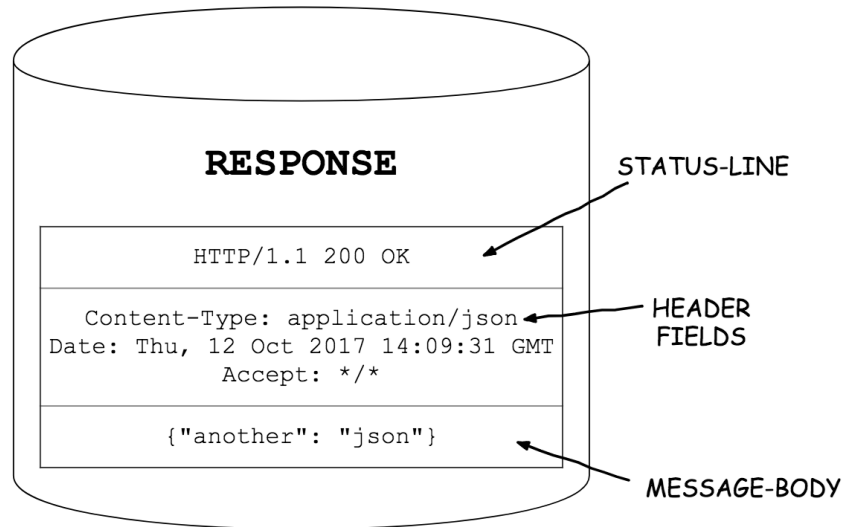 RESPONSE
STATUS-LINE
HTTP/1.1 200 OK
Content-Type: application/json
Date: Thu, 12 Oct 2017 14:09:31 GMT
Accept: */*
HEADER
FIELDS
{"another": "json"}
MESSAGE-BODY